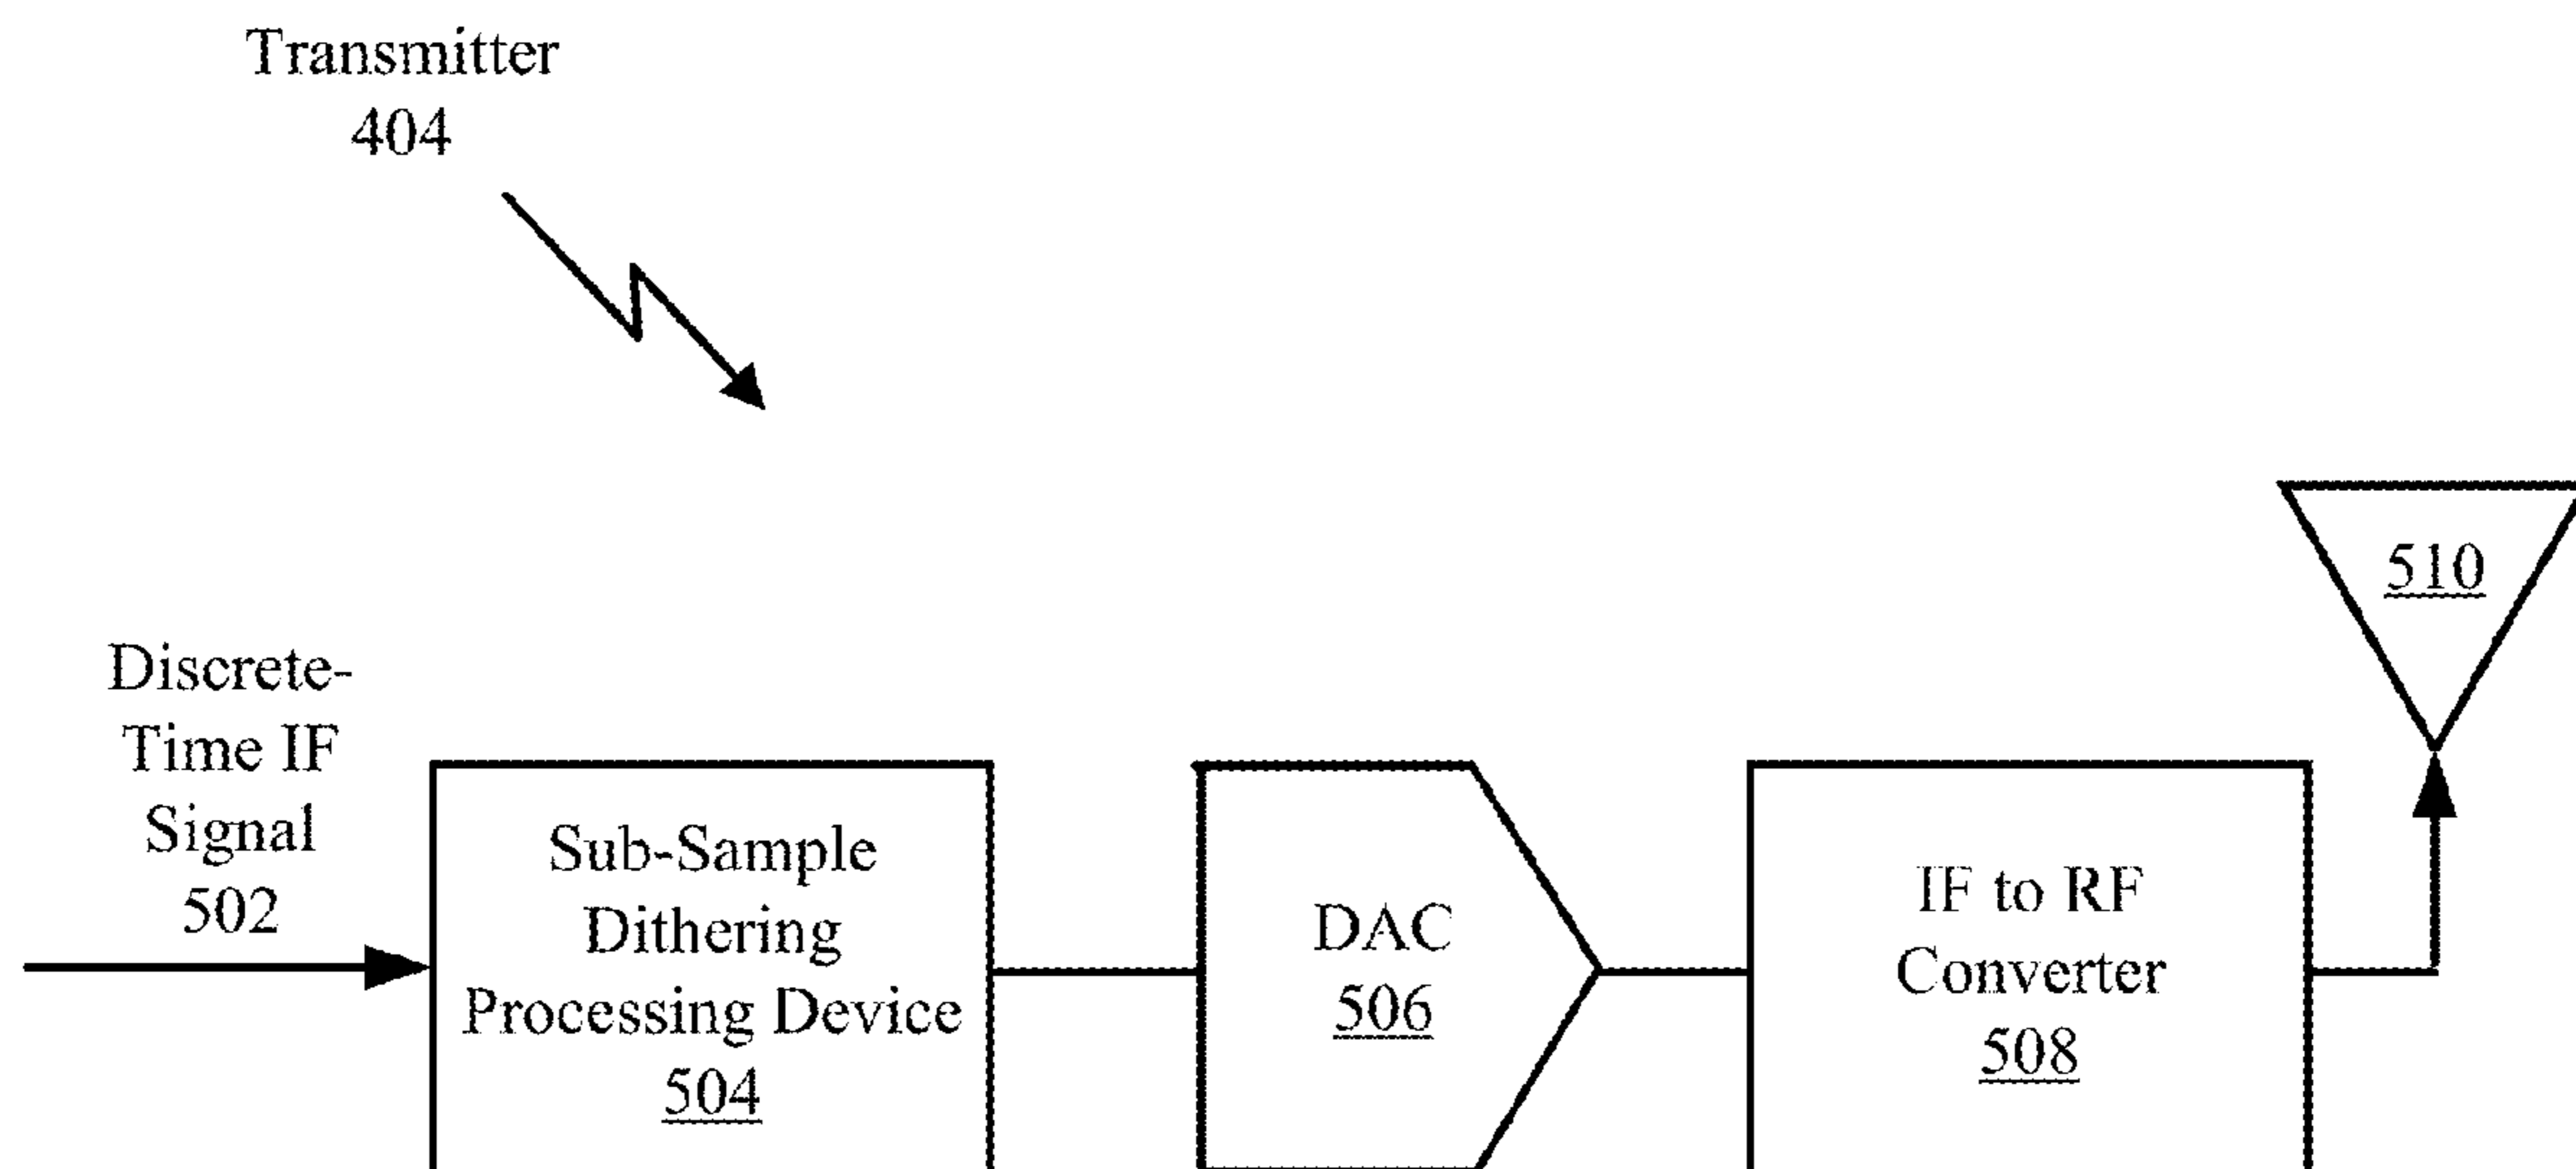 Transmitter
404
510
Discrete-
Time IF
Signal
502
Sub-Sample
Dithering
Processing Device
504
DAC
506
IF to RF
Converter
508